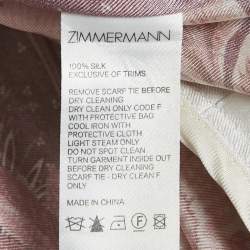 ZIMMERMANN
100% SILK
EXCLUSIVE OF TRIMS
REMOVE SCARF TIE BEFORE
DRY CLEANING
DRY CLEAN ONLY CODE F
WITH PROTECTIVE BAG
COOL IRON WITH
PROTECTIVE CLOTH
LIGHT STEAM ONLY
DO NOT SPOT CLEAN
TURN GARMENT INSIDE OUT
BEFORE DRY CLEANING
SCARF TIE - DRY CLEAN F
ONLY
F
MADE IN CHINA.